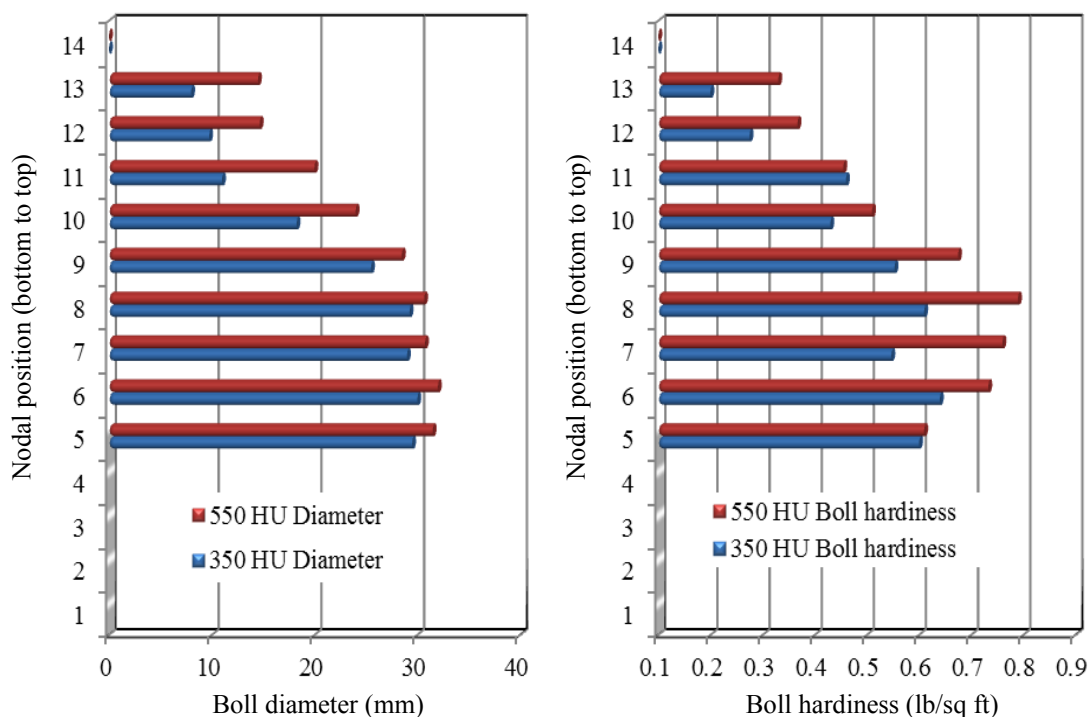 Nodal position (bottom to top)
14
13
12
11
10
9
8
7
6
5
4
3
2
1
550 HU Diameter
350 HU Diameter
0 10 20 30 40
Boll diameter (mm)
Nodal position (bottom to top)
14
13
12
11
10
9
8
7
6
5
4
3
2
1
550 HU Boll hardiness
350 HU Boll hardiness
0.1 0.2 0.3 0.4 0.5 0.6 0.7 0.8 0.9
Boll hardiness (lb/sq ft)